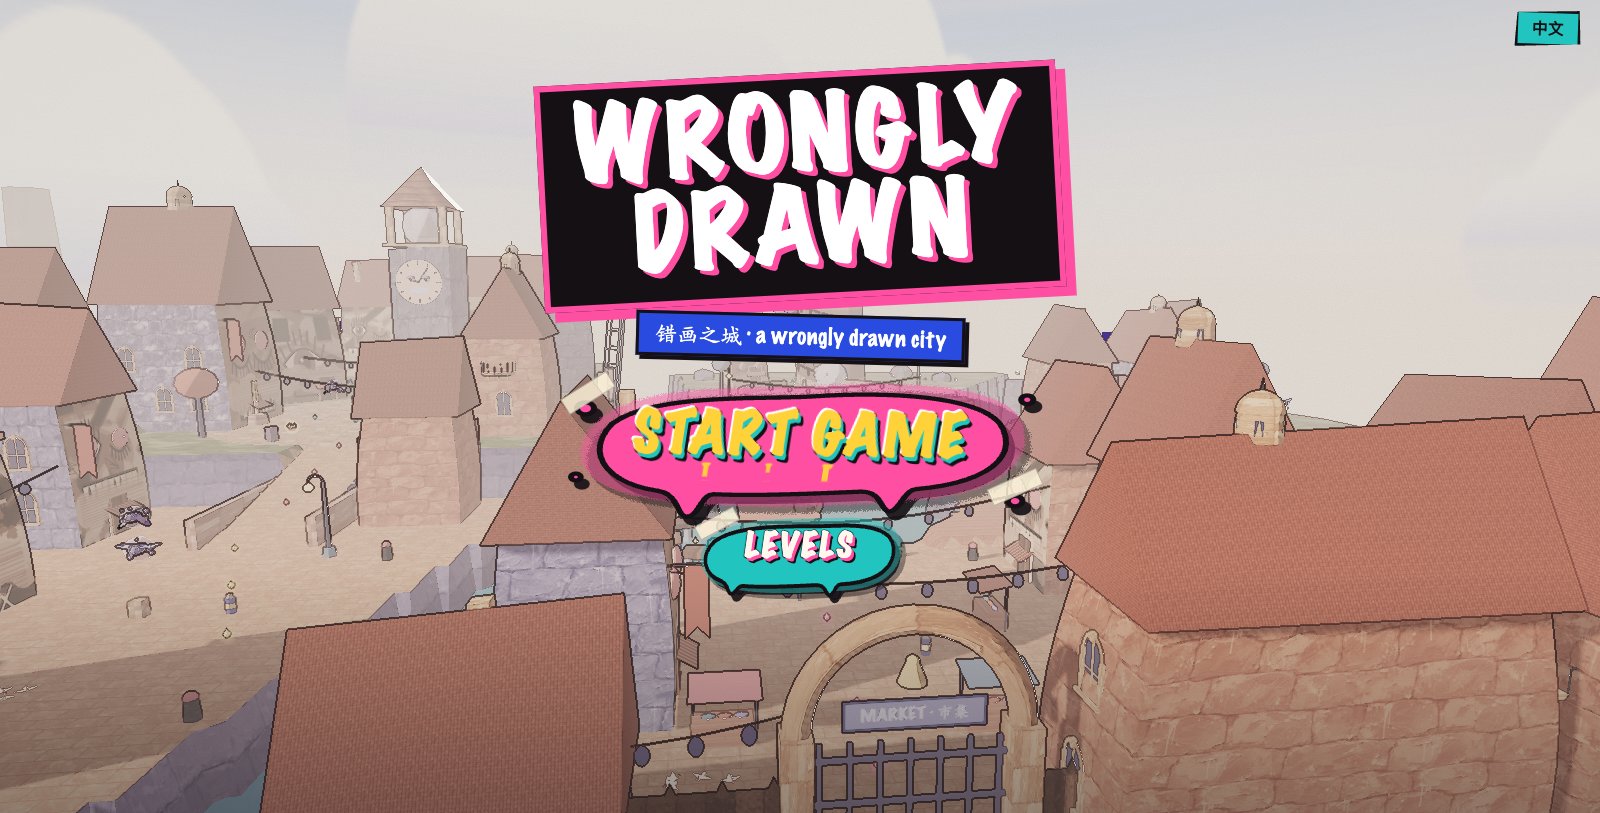 中文
WRONGLY
DRAWN
错画之城 · a wrongly drawn city
START GAME
LEVELS
MARKET · 市集